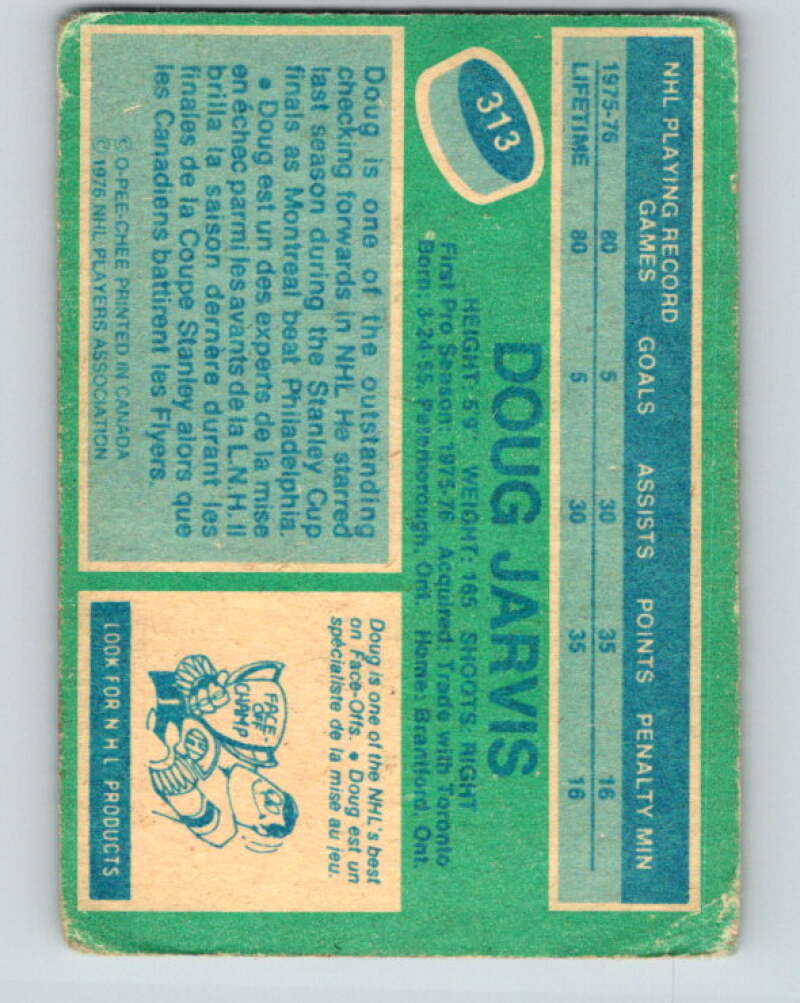 NHL PLAYING RECORD
GAMES GOALS ASSISTS POINTS PENALTY MIN
1975-76 80 5 30 35 16
LIFETIME 80 5 30 35 16
313
DOUG JARVIS
HEIGHT: 5'9" WEIGHT: 165 SHOOTS: RIGHT
First Pro Season: 1975-76 Acquired: Trade with Toronto
Born: 3-24-55, Peterborough, Ont. Home: Brantford, Ont.
Doug is one of the outstanding
checking forwards in NHL. He starred
last season during the Stanley Cup
finals as Montreal beat Philadelphia.
• Doug est un des experts de la mise
en échec parmi les avants de la L.N.H. Il
brilla la saison dernière durant les
finales de la Coupe Stanley alors que
les Canadiens battirent les Flyers.
© O-PEE-CHEE PRINTED IN CANADA
© 1976 NHL PLAYERS ASSOCIATION
Doug is one of the NHL's best
on Face-Offs. • Doug est un
spécialiste de la mise au jeu.
FACE-
OFF
CHAMP
LOOK FOR N H L PRODUCTS